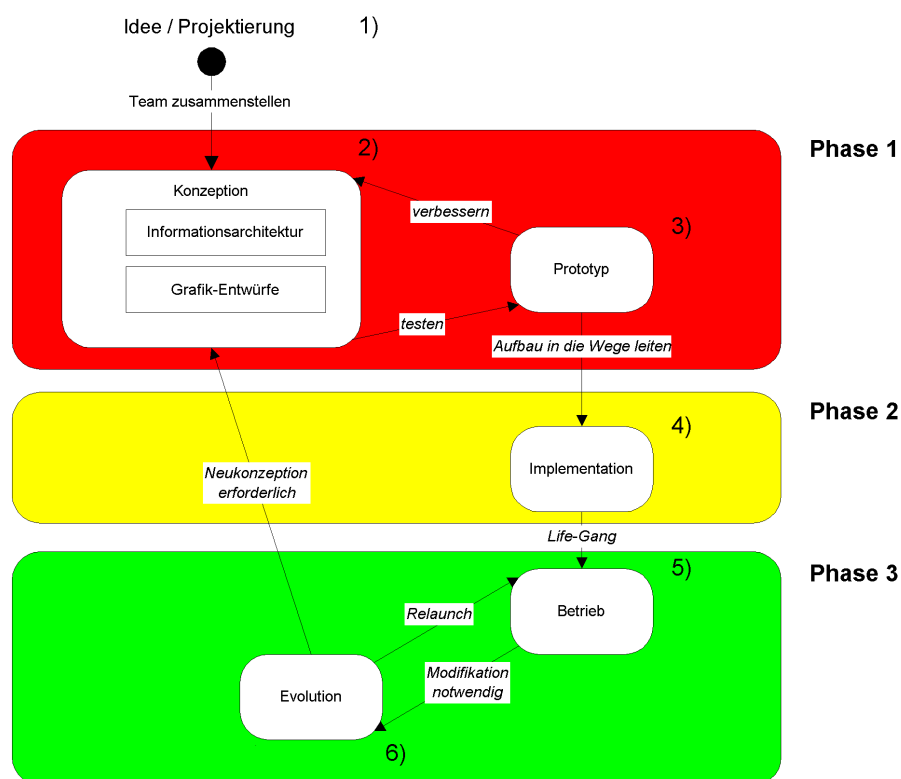 Idee / Projektierung 1)
Team zusammenstellen
Phase 1
2)
Konzeption
Informationsarchitektur
Grafik-Entwürfe
verbessern
3)
Prototyp
testen
Aufbau in die Wege leiten
Phase 2
4)
Implementation
Neukonzeption
erforderlich
Life-Gang
Phase 3
5)
Betrieb
Relaunch
Modifikation
notwendig
Evolution
6)